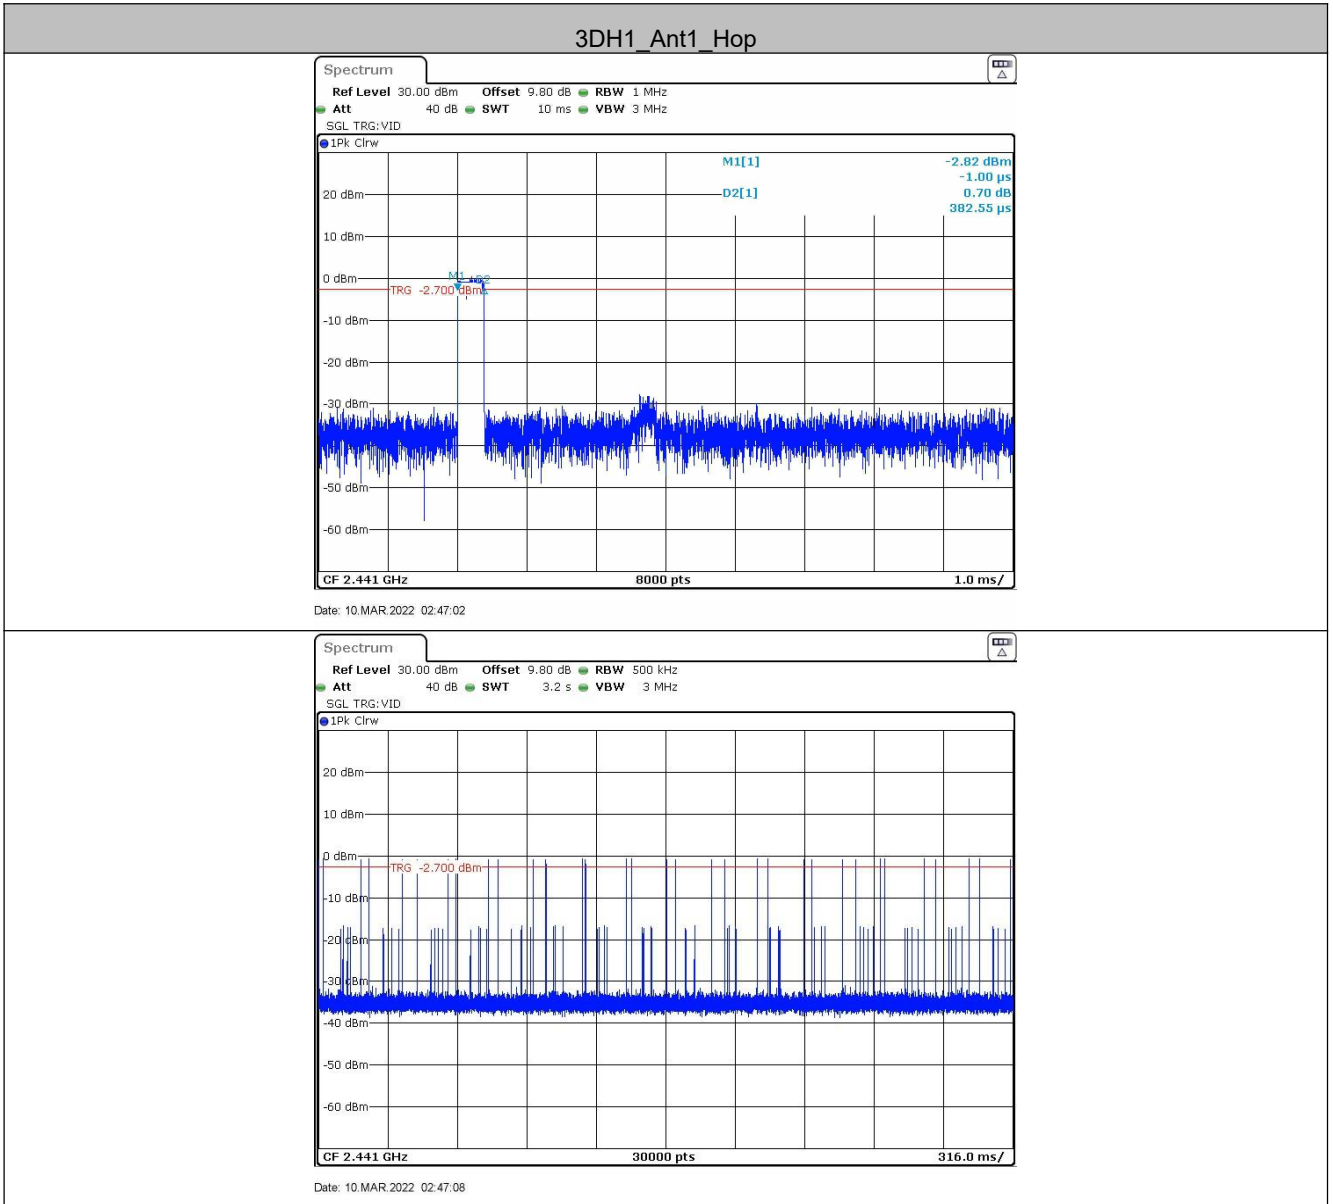 3DH1_Ant1_Hop
Spectrum
Ref Level 30.00 dBm Offset 9.80 dB RBW 1 MHz
Att 40 dB SWT 10 ms VBW 3 MHz
SGL TRG:VID
1Pk Clrw
M1[1] -2.82 dBm
-1.00 µs
20 dBm D2[1] 0.70 dB
382.55 µs
10 dBm
0 dBm M1 D2
TRG -2.700 dBm
-10 dBm
-20 dBm
-30 dBm
-50 dBm
-60 dBm
CF 2.441 GHz 8000 pts 1.0 ms/
Date: 10.MAR.2022 02:47:02
Spectrum
Ref Level 30.00 dBm Offset 9.80 dB RBW 500 kHz
Att 40 dB SWT 3.2 s VBW 3 MHz
SGL TRG:VID
1Pk Clrw
20 dBm
10 dBm
0 dBm
TRG -2.700 dBm
-10 dBm
-20 dBm
-30 dBm
-40 dBm
-50 dBm
-60 dBm
CF 2.441 GHz 30000 pts 316.0 ms/
Date: 10.MAR.2022 02:47:08